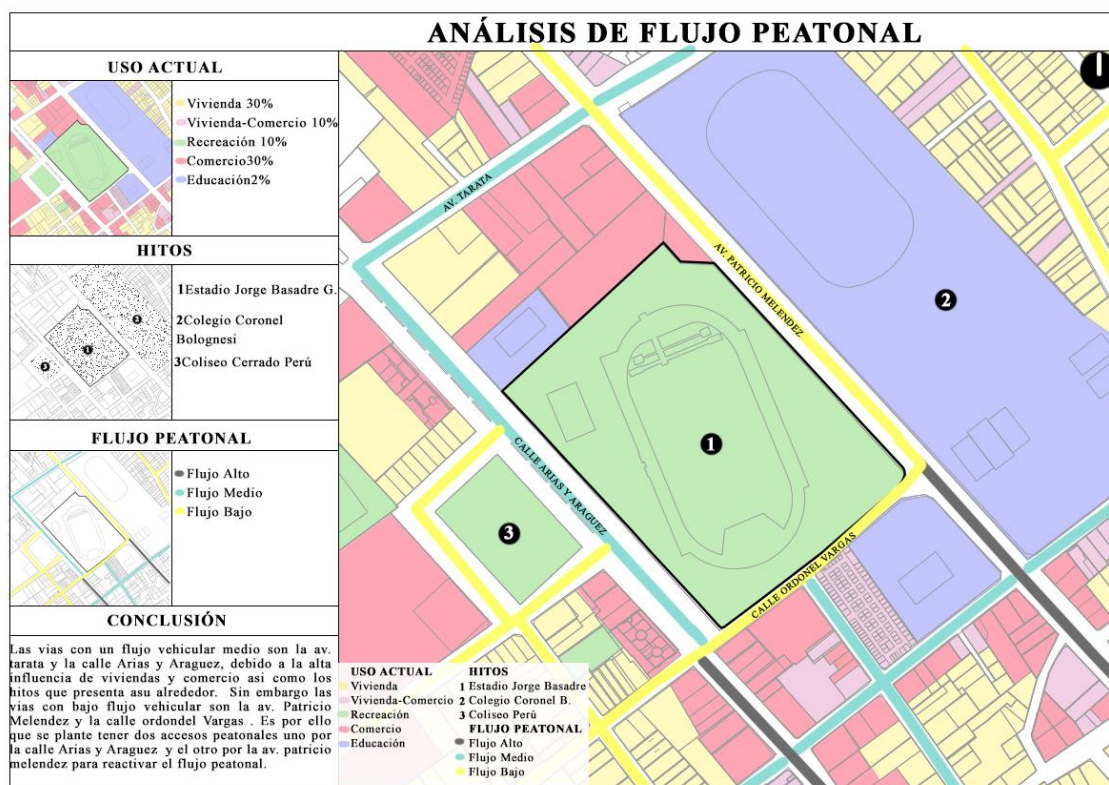 ANÁLISIS DE FLUJO PEATONAL
USO ACTUAL
Vivienda 30%
Vivienda-Comercio 10%
Recreación 10%
Comercio30%
Educación2%
HITOS
1Estadio Jorge Basadre G.
2Colegio Coronel
Bolognesi
3Coliseo Cerrado Perú
1
2
3
FLUJO PEATONAL
Flujo Alto
Flujo Medio
Flujo Bajo
CONCLUSIÓN
Las vias con un flujo vehicular medio son la av.
tarata y la calle Arias y Araguez, debido a la alta
influencia de viviendas y comercio asi como los
hitos que presenta asu alrededor. Sin embargo las
vias con bajo flujo vehicular son la av. Patricio
Melendez y la calle ordondel Vargas . Es por ello
que se plante tener dos accesos peatonales uno por
la calle Arias y Araguez y el otro por la av. patricio
melendez para reactivar el flujo peatonal.
AV. TARATA
AV. PATRICIO MELENDEZ
CALLE ARIAS Y ARAGUEZ
CALLE ORDONEL VARGAS
1
2
3
USO ACTUAL
Vivienda
Vivienda-Comercio
Recreación
Comercio
Educación
HITOS
1 Estadio Jorge Basadre
2 Colegio Coronel B.
3 Coliseo Perú
FLUJO PEATONAL
Flujo Alto
Flujo Medio
Flujo Bajo